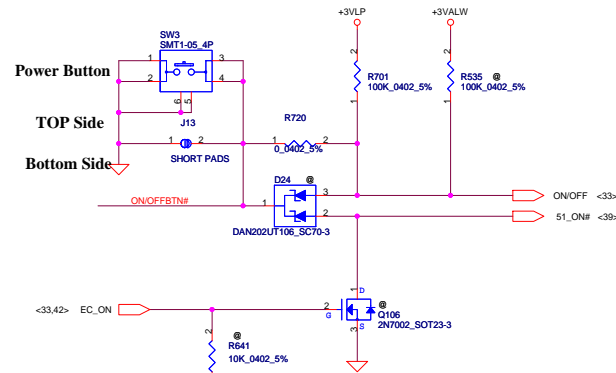 +3VLP
+3VALW
SW3
SMT1-05_4P
1
3
2
4
Power Button
6
5
2
R701
100K_0402_5%
1
2
@
R535
100K_0402_5%
1
TOP Side
J13
1
2
SHORT PADS
R720
1
2
0_0402_5%
Bottom Side
D24
@
ON/OFFBTN#
1
3
2
DAN202UT106_SC70-3
ON/OFF
<33>
51_ON#
<39>
<33,42>
EC_ON
1
D
2
G
@
Q106
2N7002_SOT23-3
3
S
2
@
R641
10K_0402_5%